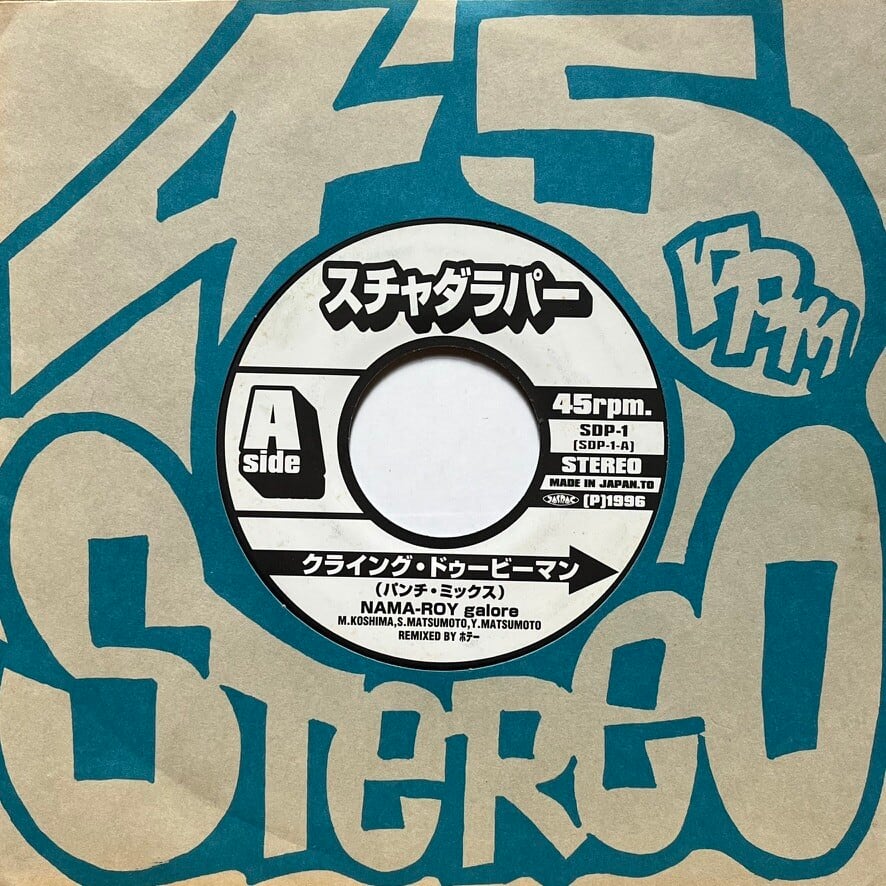 45
RPM
STEREO
スチャダラパー
A
side
45rpm.
SDP-1
[SDP-1-A]
STEREO
MADE IN JAPAN.TO
JASRAC (P)1996
クライング・ドゥービーマン
(パンチ・ミックス)
NAMA-ROY galore
M.KOSHIMA,S.MATSUMOTO,Y.MATSUMOTO
REMIXED BY ホテー